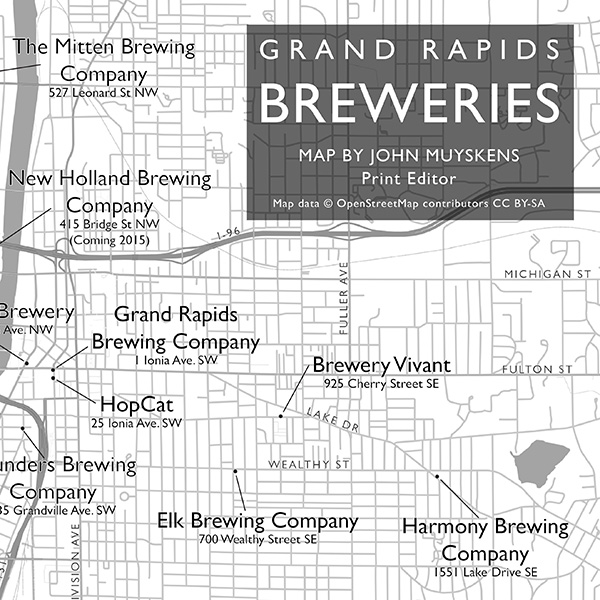 GRAND RAPIDS
BREWERIES
MAP BY JOHN MUYSKENS
Print Editor
Map data © OpenStreetMap contributors CC BY-SA
The Mitten Brewing
Company
527 Leonard St NW
New Holland Brewing
Company
415 Bridge St NW
(Coming 2015)
I-96
MICHIGAN ST
FULLER AVE
Brewery
Ave. NW
Grand Rapids
Brewing Company
1 Ionia Ave. SW
Brewery Vivant
925 Cherry Street SE
FULTON ST
HopCat
25 Ionia Ave. SW
LAKE DR
WEALTHY ST
unders Brewing
Company
35 Grandville Ave. SW
Elk Brewing Company
700 Wealthy Street SE
Harmony Brewing
Company
1551 Lake Drive SE
VISION AVE